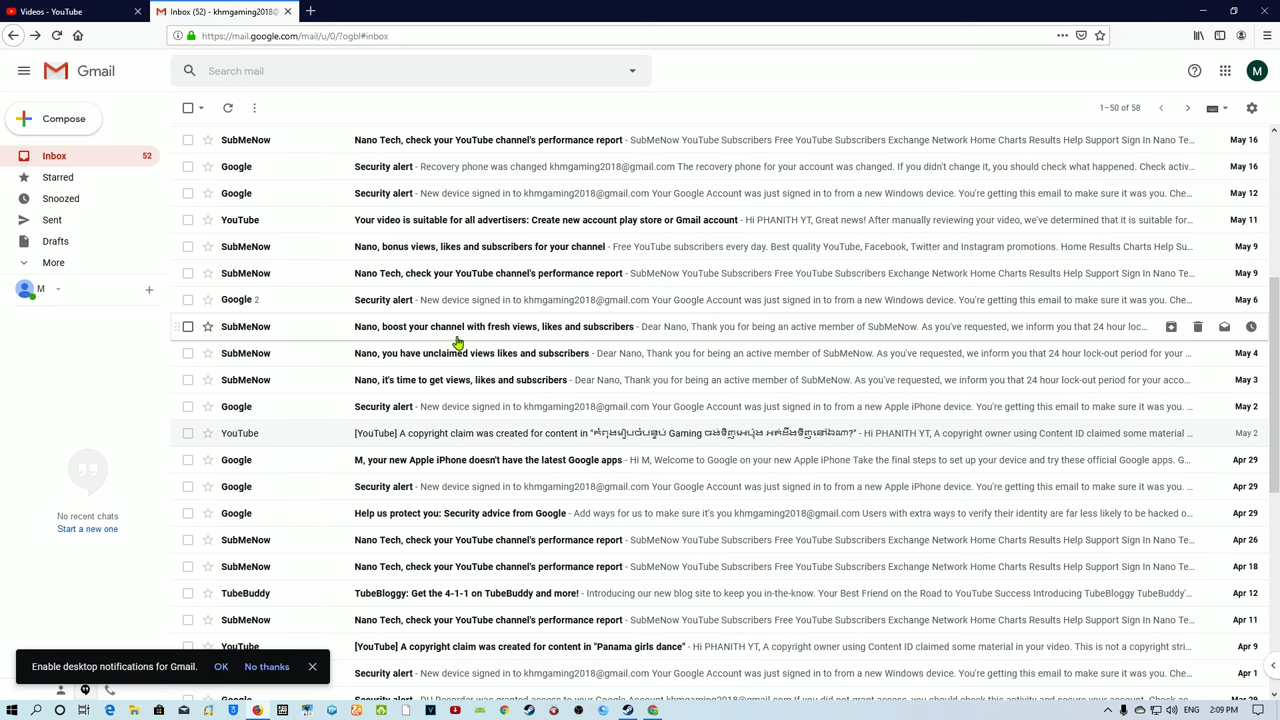 Videos - YouTube
Inbox (52) - khmgaming2018@
https://mail.google.com/mail/u/0/?ogbl#inbox
Gmail
Search mail
M
Compose
1–50 of 58
Inbox 52
Starred
Snoozed
Sent
Drafts
More
M
No recent chats
Start a new one
SubMeNow Nano Tech, check your YouTube channel's performance report - SubMeNow YouTube Subscribers Free YouTube Subscribers Exchange Network Home Charts Results Help Support Sign In Nano Te... May 16
Google Security alert - Recovery phone was changed khmgaming2018@gmail.com The recovery phone for your account was changed. If you didn't change it, you should check what happened. Check activ... May 16
Google Security alert - New device signed in to khmgaming2018@gmail.com Your Google Account was just signed in to from a new Windows device. You're getting this email to make sure it was you. Che... May 12
YouTube Your video is suitable for all advertisers: Create new account play store or Gmail account - Hi PHANITH YT, Great news! After manually reviewing your video, we've determined that it is suitable for... May 11
SubMeNow Nano, bonus views, likes and subscribers for your channel - Free YouTube subscribers every day. Best quality YouTube, Facebook, Twitter and Instagram promotions. Home Results Charts Help Su... May 9
SubMeNow Nano Tech, check your YouTube channel's performance report - SubMeNow YouTube Subscribers Free YouTube Subscribers Exchange Network Home Charts Results Help Support Sign In Nano Te... May 9
Google 2 Security alert - New device signed in to khmgaming2018@gmail.com Your Google Account was just signed in to from a new Windows device. You're getting this email to make sure it was you. Che... May 6
SubMeNow Nano, boost your channel with fresh views, likes and subscribers - Dear Nano, Thank you for being an active member of SubMeNow. As you've requested, we inform you that 24 hour loc...
SubMeNow Nano, you have unclaimed views likes and subscribers - Dear Nano, Thank you for being an active member of SubMeNow. As you've requested, we inform you that 24 hour lock-out period for your ... May 4
SubMeNow Nano, it's time to get views, likes and subscribers - Dear Nano, Thank you for being an active member of SubMeNow. As you've requested, we inform you that 24 hour lock-out period for your acco... May 3
Google Security alert - New device signed in to khmgaming2018@gmail.com Your Google Account was just signed in to from a new Apple iPhone device. You're getting this email to make sure it was you. ... May 2
YouTube [YouTube] A copyright claim was created for content in " Gaming " - Hi PHANITH YT, A copyright owner using Content ID claimed some material ... May 2
Google M, your new Apple iPhone doesn't have the latest Google apps - Hi M, Welcome to Google on your new Apple iPhone Take the final steps to set up your device and try these official Google apps. G... Apr 29
Google Security alert - New device signed in to khmgaming2018@gmail.com Your Google Account was just signed in to from a new Apple iPhone device. You're getting this email to make sure it was you. ... Apr 29
Google Help us protect you: Security advice from Google - Add ways for us to make sure it's you khmgaming2018@gmail.com Users with extra ways to verify their identity are far less likely to be hacked o... Apr 29
SubMeNow Nano Tech, check your YouTube channel's performance report - SubMeNow YouTube Subscribers Free YouTube Subscribers Exchange Network Home Charts Results Help Support Sign In Nano Te... Apr 26
SubMeNow Nano Tech, check your YouTube channel's performance report - SubMeNow YouTube Subscribers Free YouTube Subscribers Exchange Network Home Charts Results Help Support Sign In Nano Te... Apr 18
TubeBuddy TubeBloggy: Get the 4-1-1 on TubeBuddy and more! - Introducing our new blog site to keep you in-the-know. Your Best Friend on the Road to YouTube Success Introducing TubeBloggy TubeBuddy'... Apr 12
SubMeNow Nano Tech, check your YouTube channel's performance report - SubMeNow YouTube Subscribers Free YouTube Subscribers Exchange Network Home Charts Results Help Support Sign In Nano Te... Apr 11
YouTube [YouTube] A copyright claim was created for content in "Panama girls dance" - Hi PHANITH YT, A copyright owner using Content ID claimed some material in your video. This is not a copyright stri... Apr 9
Security alert - New device signed in to khmgaming2018@gmail.com Your Google Account was just signed in to from a new Windows device. You're getting this email to make sure it was you. Che... Apr 1
Enable desktop notifications for Gmail. OK No thanks
2:09 PM